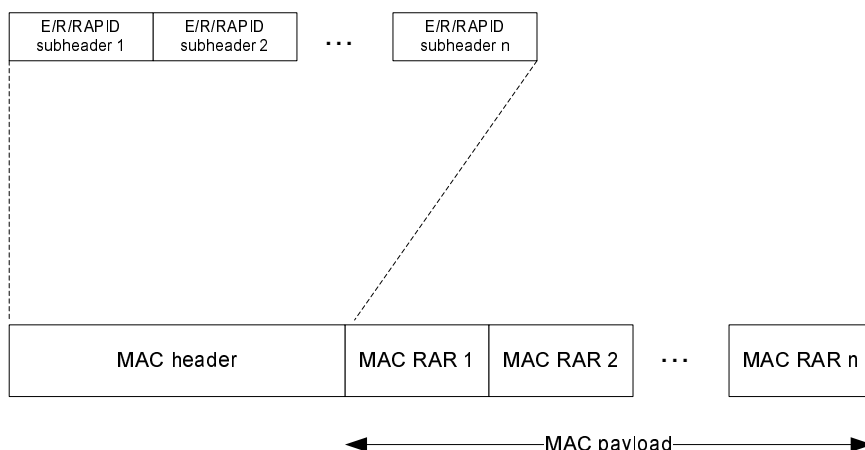 E/R/RAPID
subheader 1
E/R/RAPID
subheader 2
...
E/R/RAPID
subheader n
MAC header
MAC RAR 1
MAC RAR 2
...
MAC RAR n
MAC payload